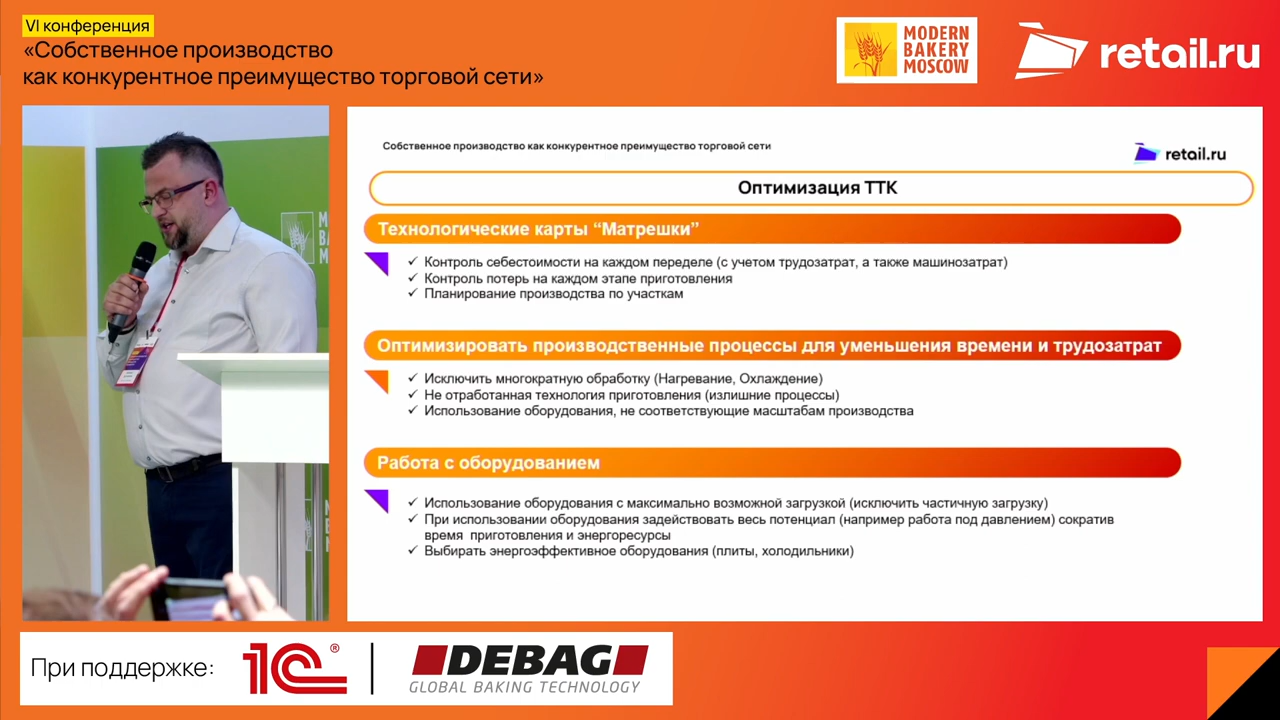 VI конференция
«Собственное производство
как конкурентное преимущество торговой сети»
MODERN
BAKERY
MOSCOW
retail.ru
Собственное производство как конкурентное преимущество торговой сети
retail.ru
Оптимизация ТТК
Технологические карты “Матрешки”
✓ Контроль себестоимости на каждом переделе (с учетом трудозатрат, а также машинозатрат)
✓ Контроль потерь на каждом этапе приготовления
✓ Планирование производства по участкам
Оптимизировать производственные процессы для уменьшения времени и трудозатрат
✓ Исключить многократную обработку (Нагревание, Охлаждение)
✓ Не отработанная технология приготовления (излишние процессы)
✓ Использование оборудования, не соответствующие масштабам производства
Работа с оборудованием
✓ Использование оборудования с максимально возможной загрузкой (исключить частичную загрузку)
✓ При использовании оборудования задействовать весь потенциал (например работа под давлением) сократив
время приготовления и энергоресурсы
✓ Выбирать энергоэффективное оборудования (плиты, холодильники)
При поддержке:
1С®
DEBAG
GLOBAL BAKING TECHNOLOGY